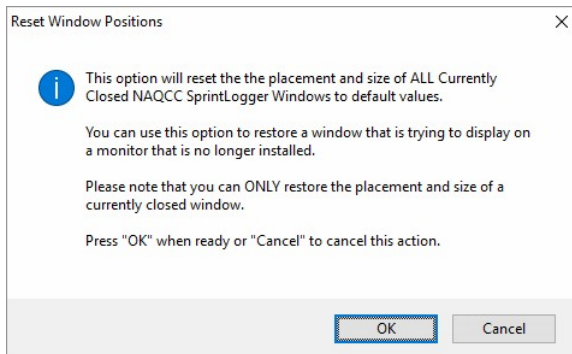 Reset Window Positions
This option will reset the the placement and size of ALL Currently
Closed NAQCC SprintLogger Windows to default values.
You can use this option to restore a window that is trying to display on
a monitor that is no longer installed.
Please note that you can ONLY restore the placement and size of a
currently closed window.
Press "OK" when ready or "Cancel" to cancel this action.
OK
Cancel